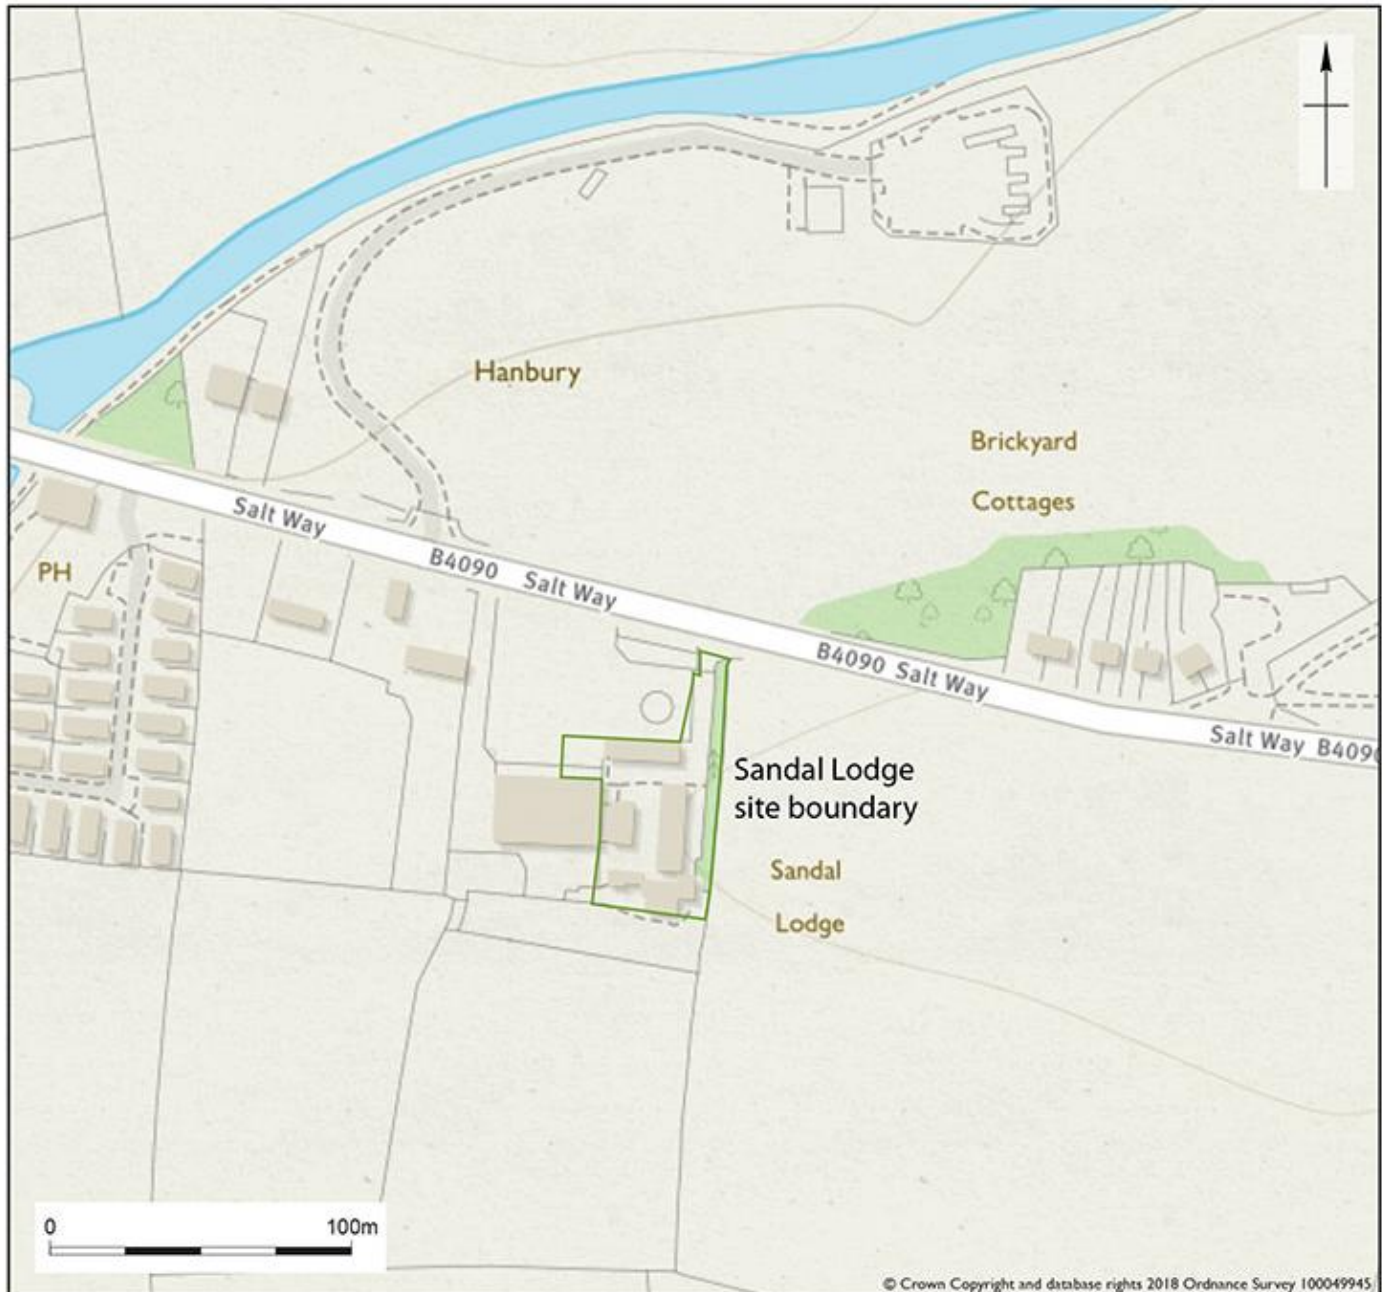 Hanbury
Brickyard
Cottages
Salt Way
B4090 Salt Way
PH
B4090 Salt Way
Salt Way B4090
Sandal Lodge
site boundary
Sandal
Lodge
0 100m
© Crown Copyright and database rights 2018 Ordnance Survey 100049945